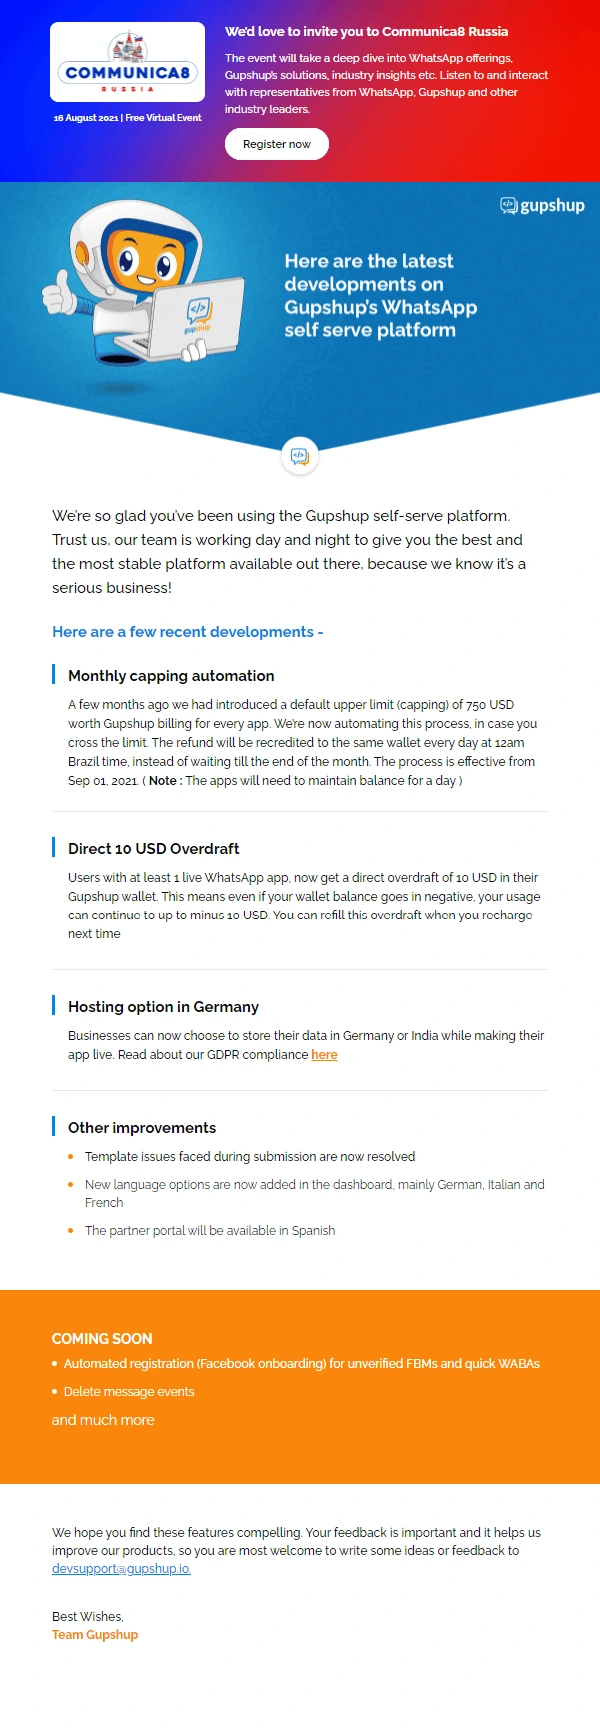 COMMUNICA8
RUSSIA
16 August 2021 | Free Virtual Event
We'd love to invite you to Communica8 Russia
The event will take a deep dive into WhatsApp offerings,
Gupshup's solutions, industry insights etc. Listen to and interact
with representatives from WhatsApp, Gupshup and other
industry leaders.
Register now
gupshup
Here are the latest
developments on
Gupshup's WhatsApp
self serve platform
gupshup
We're so glad you've been using the Gupshup self-serve platform.
Trust us, our team is working day and night to give you the best and
the most stable platform available out there, because we know it's a
serious business!
Here are a few recent developments -
Monthly capping automation
A few months ago we had introduced a default upper limit (capping) of 750 USD
worth Gupshup billing for every app. We're now automating this process, in case you
cross the limit. The refund will be recredited to the same wallet every day at 12am
Brazil time, instead of waiting till the end of the month. The process is effective from
Sep 01, 2021. ( Note : The apps will need to maintain balance for a day )
Direct 10 USD Overdraft
Users with at least 1 live WhatsApp app, now get a direct overdraft of 10 USD in their
Gupshup wallet. This means even if your wallet balance goes in negative, your usage
can continue to up to minus 10 USD. You can refill this overdraft when you recharge
next time
Hosting option in Germany
Businesses can now choose to store their data in Germany or India while making their
app live. Read about our GDPR compliance here
Other improvements
Template issues faced during submission are now resolved
New language options are now added in the dashboard, mainly German, Italian and
French
The partner portal will be available in Spanish
COMING SOON
Automated registration (Facebook onboarding) for unverified FBMs and quick WABAs
Delete message events
and much more
We hope you find these features compelling. Your feedback is important and it helps us
improve our products, so you are most welcome to write some ideas or feedback to
devsupport@gupshup.io.
Best Wishes,
Team Gupshup